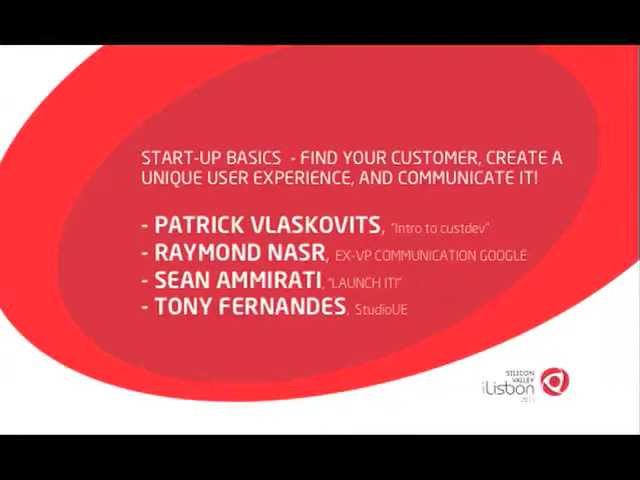 START-UP BASICS - FIND YOUR CUSTOMER, CREATE A
UNIQUE USER EXPERIENCE, AND COMMUNICATE IT!
- PATRICK VLASKOVITS, "Intro to custdev"
- RAYMOND NASR, EX-VP COMMUNICATION GOOGLE
- SEAN AMMIRATI, "LAUNCH IT!"
- TONY FERNANDES, StudioUE
SILICON
VALLEY
iLisbon